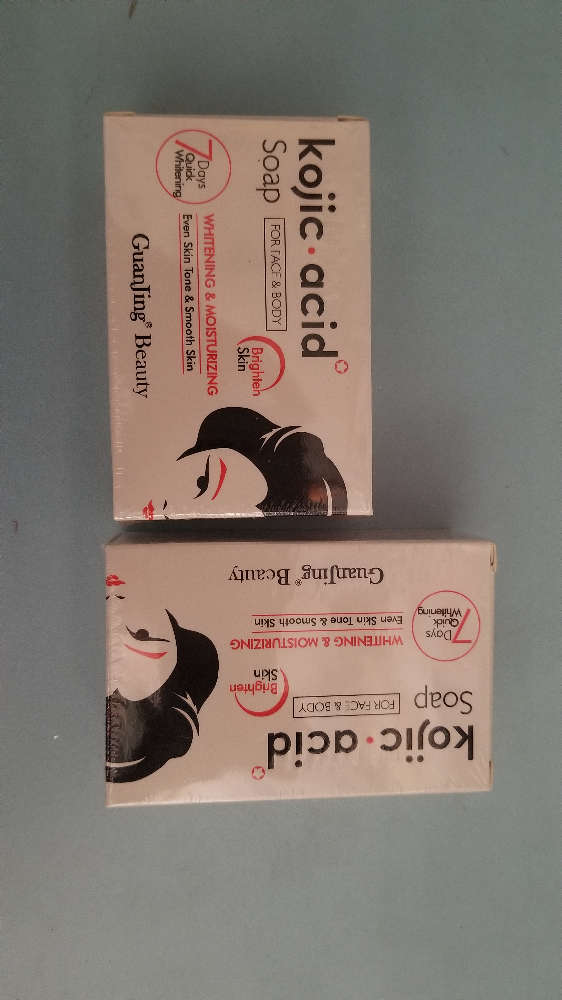 kojic·acid
Soap
FOR FACE & BODY
Brighten
Skin
7 Days
Quick
Whitening
WHITENING & MOISTURIZING
Even Skin Tone & Smooth Skin
GuanJing® Beauty
GuanJing® Beauty
Even Skin Tone & Smooth Skin
WHITENING & MOISTURIZING
7 Days
Quick
Whitening
Brighten
Skin
FOR FACE & BODY
Soap
kojic·acid